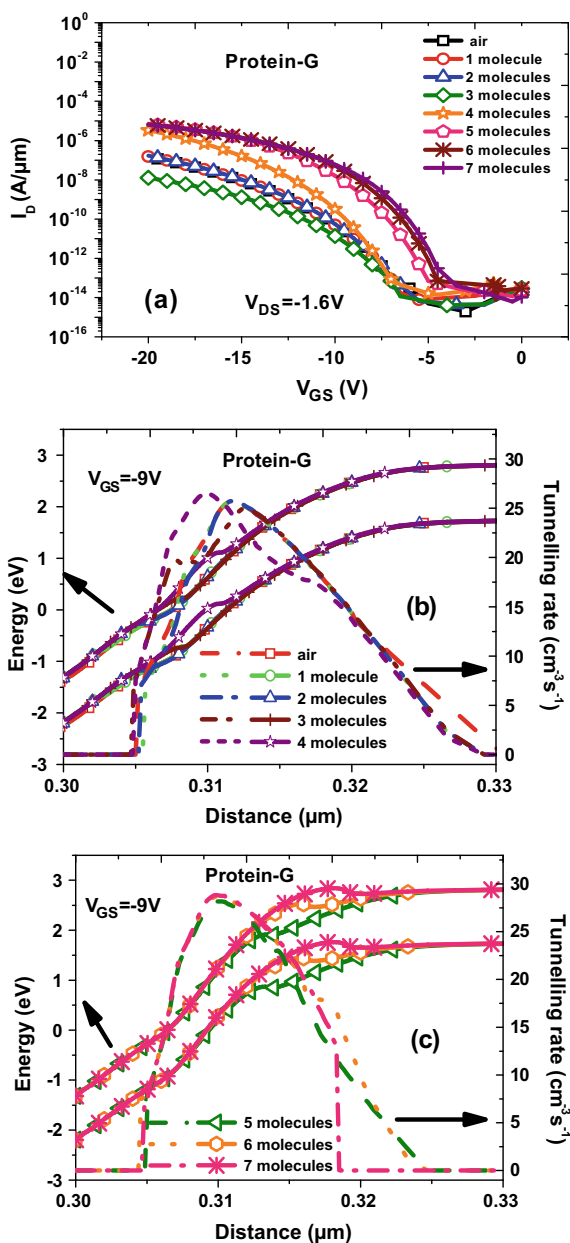 10⁰
10⁻²
10⁻⁴
10⁻⁶
10⁻⁸
10⁻¹⁰
10⁻¹²
10⁻¹⁴
10⁻¹⁶
I_D (A/µm)
Protein-G
air
1 molecule
2 molecules
3 molecules
4 molecules
5 molecules
6 molecules
7 molecules
(a)
V_DS=-1.6V
-20 -15 -10 -5 0
V_GS (V)
3
2
1
0
-1
-2
-3
Energy (eV)
V_GS=-9V
Protein-G
(b)
air
1 molecule
2 molecules
3 molecules
4 molecules
30
25
20
15
10
5
0
Tunnelling rate (cm⁻³s⁻¹)
0.30 0.31 0.32 0.33
Distance (µm)
3
2
1
0
-1
-2
-3
Energy (eV)
Protein-G
V_GS=-9V
(c)
5 molecules
6 molecules
7 molecules
30
25
20
15
10
5
0
Tunnelling rate (cm⁻³s⁻¹)
0.30 0.31 0.32 0.33
Distance (µm)